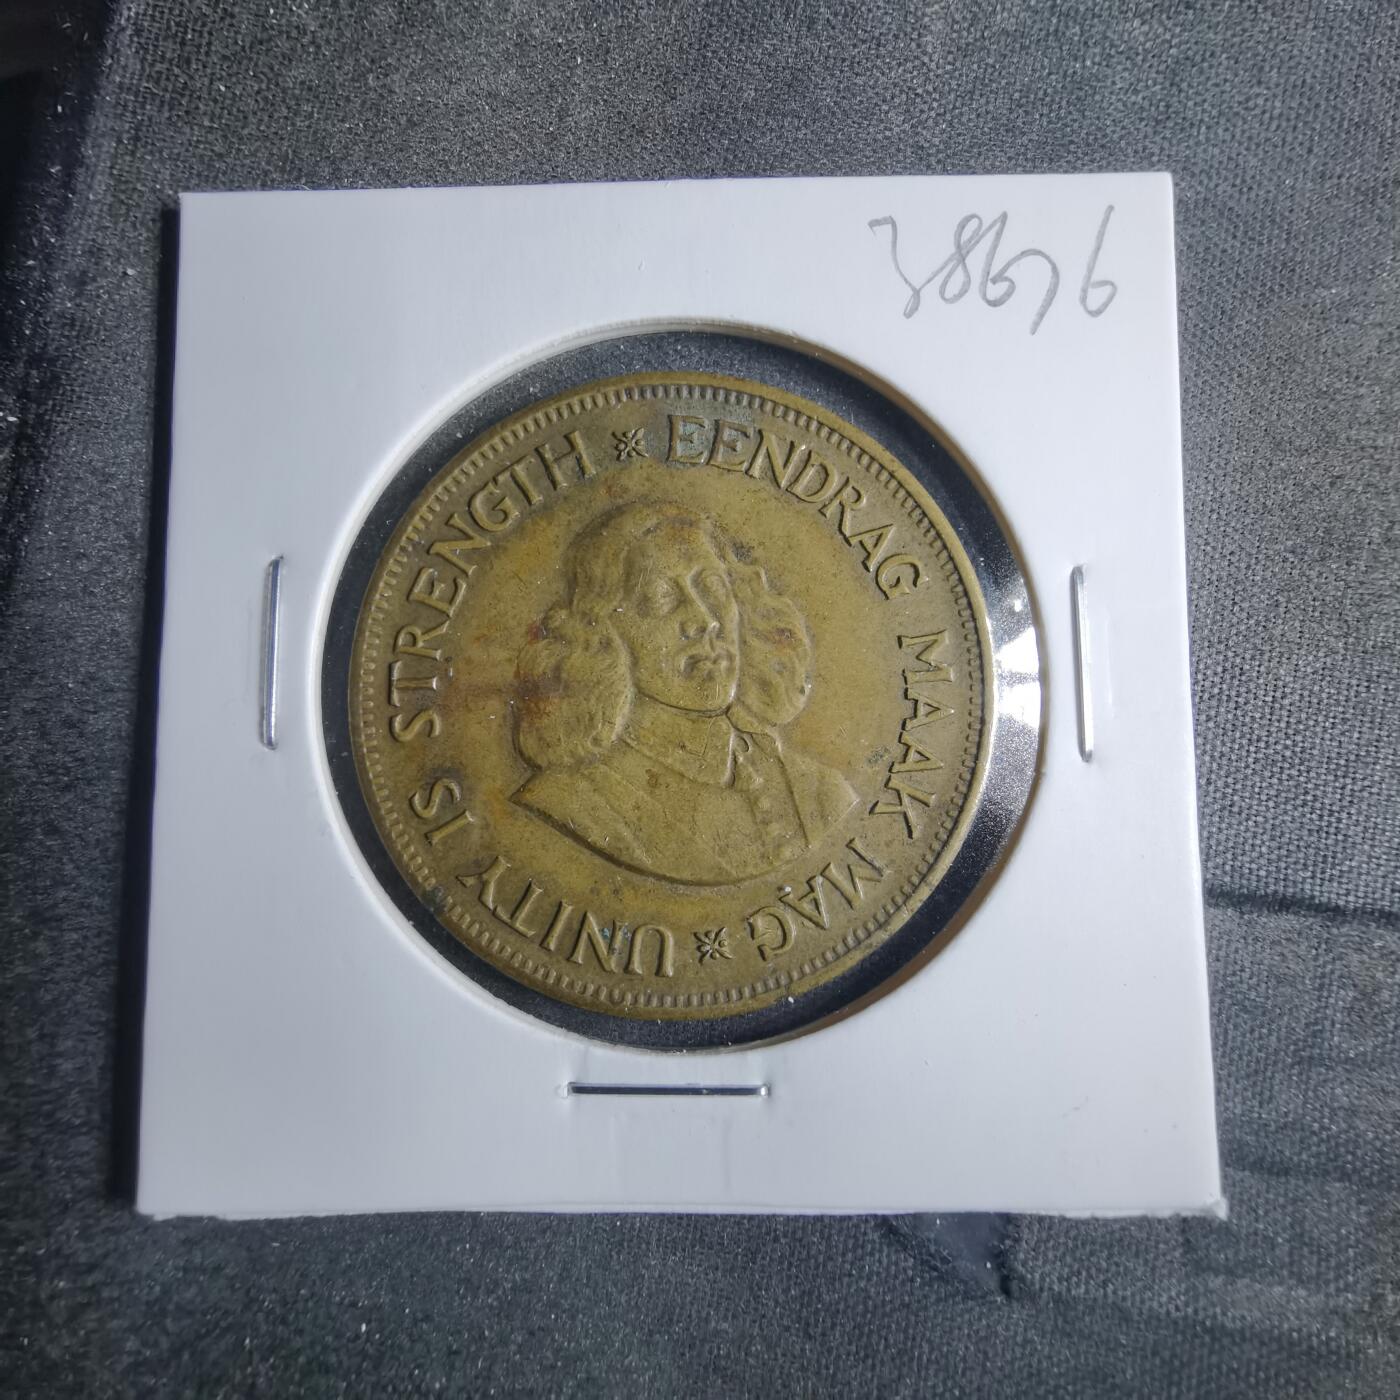 38676
UNITY IS STRENGTH
EENDRAG MAAK MAG